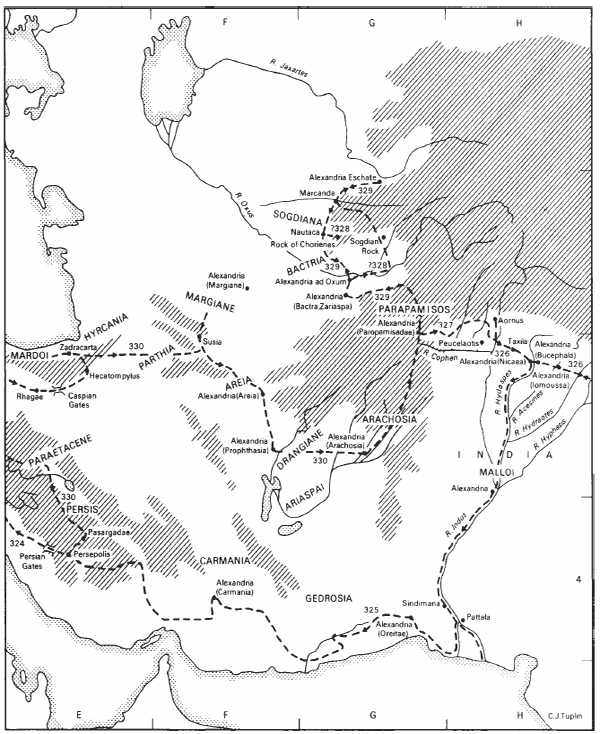 F
G
H
R. Jaxartes
Alexandria Eschate
329
Marcanda
R. Oxus
SOGDIANA
Nautaca
?328
Rock of Chorienes
Sogdian
Rock
BACTRIA
329
?328
Alexandria ad Oxum
Alexandria
(Margiane)
MARGIANE
Alexandria
(Bactra, Zariaspa)
329
PARAPAMISOS
Alexandria
(Paropamisadae)
327
Aornus
Peucelaotis
Taxila
R. Cophen
326
Alexandria (Nicaea)
Alexandria
(Bucephala)
326
Alexandria
(Iomoussa)
HYRCANIA
Zadracarta
330
MARDOI
PARTHIA
Susia
Hecatompylus
Rhagae
Caspian
Gates
AREIA
Alexandria (Areia)
R. Hydaspes
R. Acesines
R. Hydraotes
R. Hyphasis
ARACHOSIA
Alexandria
(Prophthasia)
DRANGIANE
Alexandria
(Arachosia)
330
ARIASPAI
INDIA
MALLOI
Alexandria
PARAETACENE
330
PERSIS
Pasargadae
324
Persian
Gates
Persepolis
R. Indus
CARMANIA
Alexandria
(Carmania)
GEDROSIA
4
325
Alexandria
(Oreitae)
Sindimana
Pattala
E
F
G
H
C.J.Tuplin